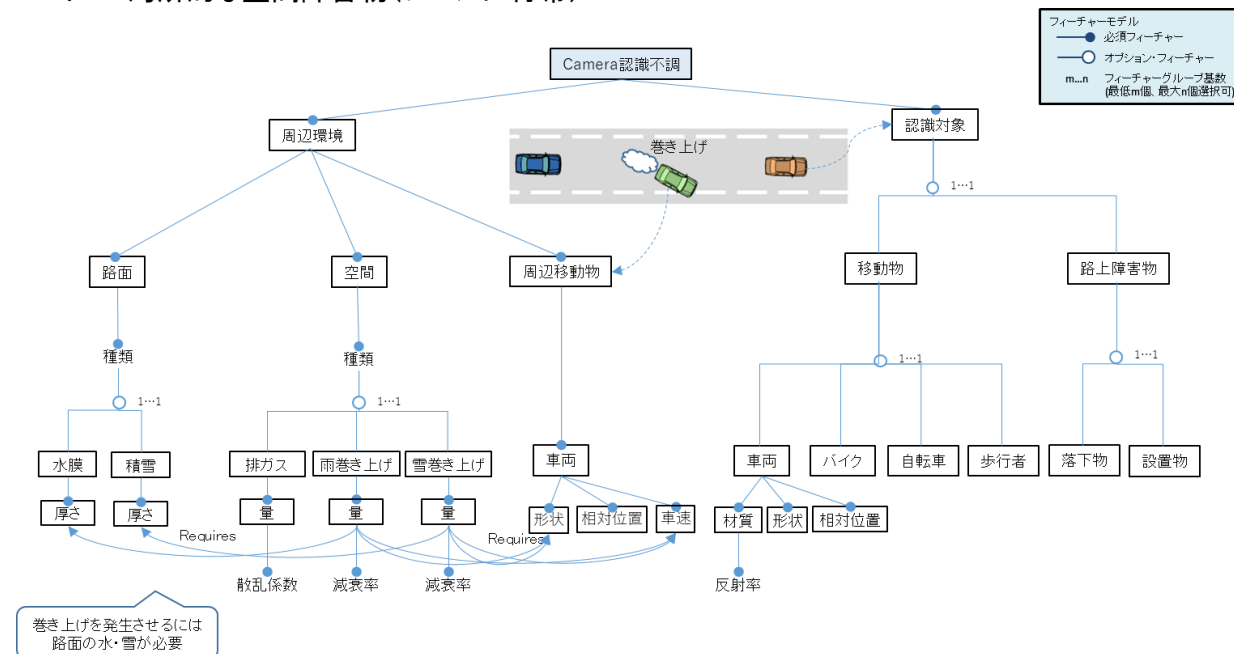 フィーチャーモデル
必須フィーチャー
オプション・フィーチャー
m...n フィーチャーグループ基数
(最低m個、最大n個選択可)
Camera認識不調
周辺環境
認識対象
巻き上げ
1…1
路面
空間
周辺移動物
移動物
路上障害物
種類
種類
1…1
1…1
1…1
1…1
水膜
積雪
排ガス
雨巻き上げ
雪巻き上げ
車両
車両
バイク
自転車
歩行者
落下物
設置物
厚さ
厚さ
量
量
量
形状
相対位置
車速
材質
形状
相対位置
Requires
Requires
散乱係数
減衰率
減衰率
反射率
巻き上げを発生させるには
路面の水・雪が必要